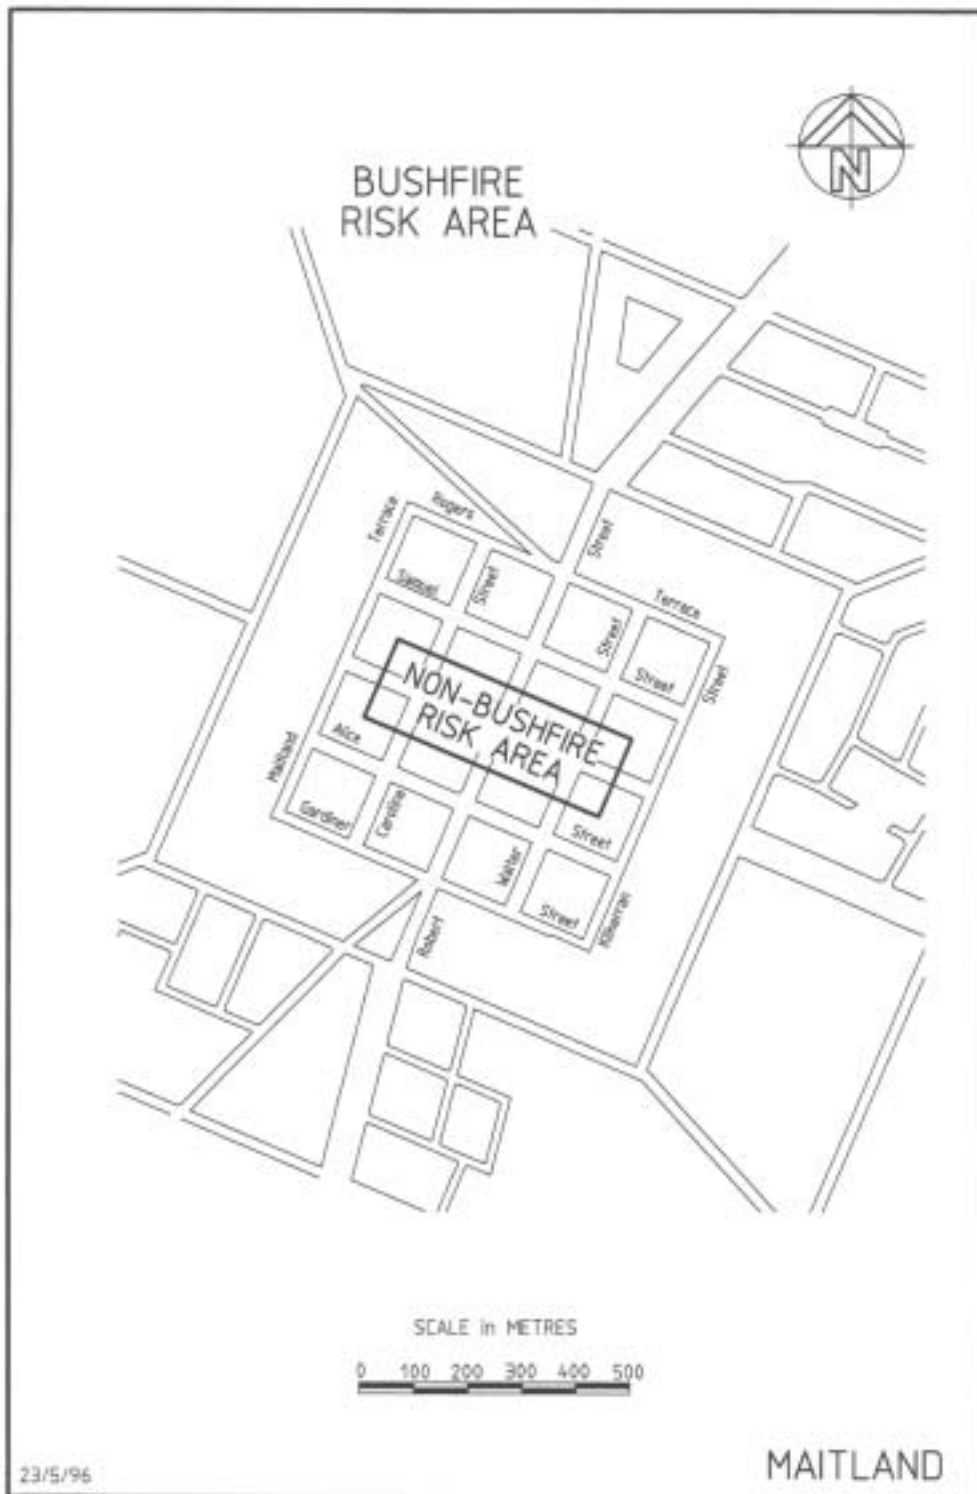 N
BUSHFIRE
RISK AREA
Terrace
Rogers
Street
Samuel
Street
Terrace
Street
Street
Street
NON-BUSHFIRE
RISK AREA
Alice
Maitland
Gardiner
Caroline
Street
Walter
Street
Kilkerran
Robert
SCALE in METRES
0 100 200 300 400 500
23/5/96
MAITLAND